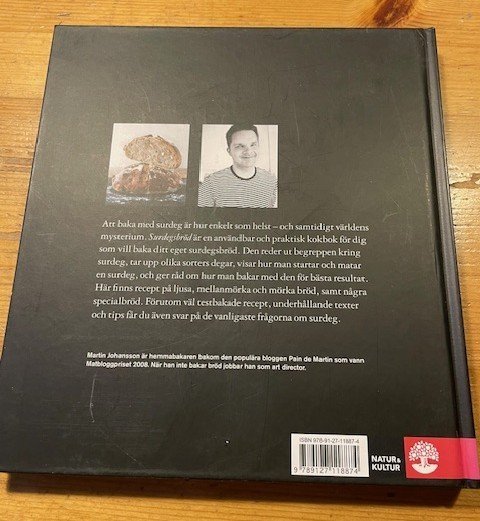 Att baka med surdeg är hur enkelt som helst – och samtidigt världens
mysterium. Surdegsbröd är en användbar och praktisk kokbok för dig
som vill baka ditt eget surdegsbröd. Den reder ut begreppen kring
surdeg, tar upp olika sorters degar, visar hur man startar och matar
en surdeg, och ger råd om hur man bakar med den för bästa resultat.
Här finns recept på ljusa, mellanmörka och mörka bröd, samt några
specialbröd. Förutom väl testbakade recept, underhållande texter
och tips får du även svar på de vanligaste frågorna om surdeg.
Martin Johansson är hemmabakaren bakom den populära bloggen Pain de Martin som vann
Matbloggpriset 2008. När han inte bakar bröd jobbar han som art director.
ISBN 978-91-27-11887-4
9 789127 118874
NATUR &
KULTUR